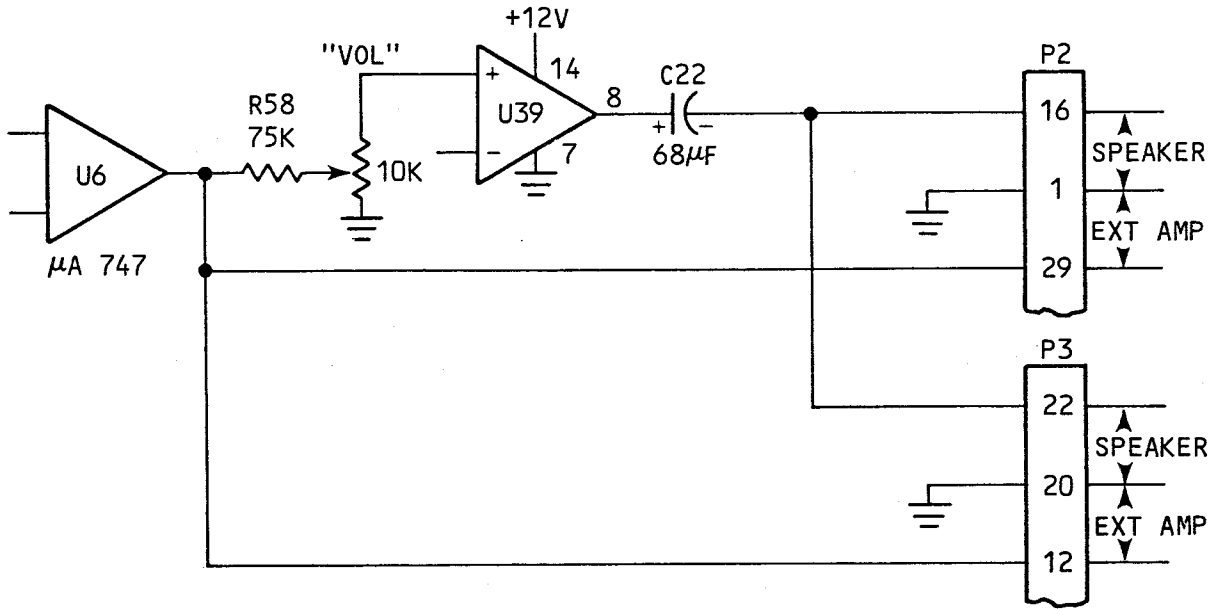 +12V
"VOL"
P2
+
14
C22
R58
75K
8
16
U39
+
-
68µF
SPEAKER
U6
10K
-
7
1
EXT AMP
µA 747
29
P3
22
SPEAKER
20
EXT AMP
12